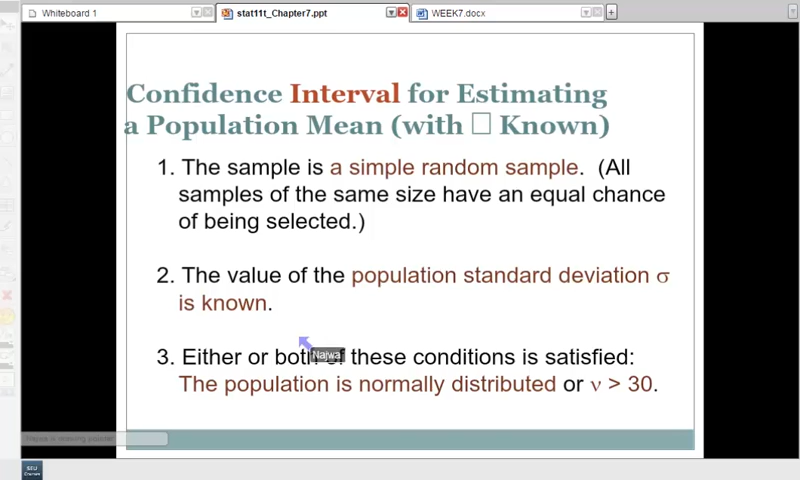 Whiteboard 1
stat11t_Chapter7.ppt
WEEK7.docx
Confidence Interval for Estimating
a Population Mean (with □ Known)
1. The sample is a simple random sample. (All
samples of the same size have an equal chance
of being selected.)
2. The value of the population standard deviation σ
is known.
Najwa
3. Either or both of these conditions is satisfied:
The population is normally distributed or ν > 30.
SEU